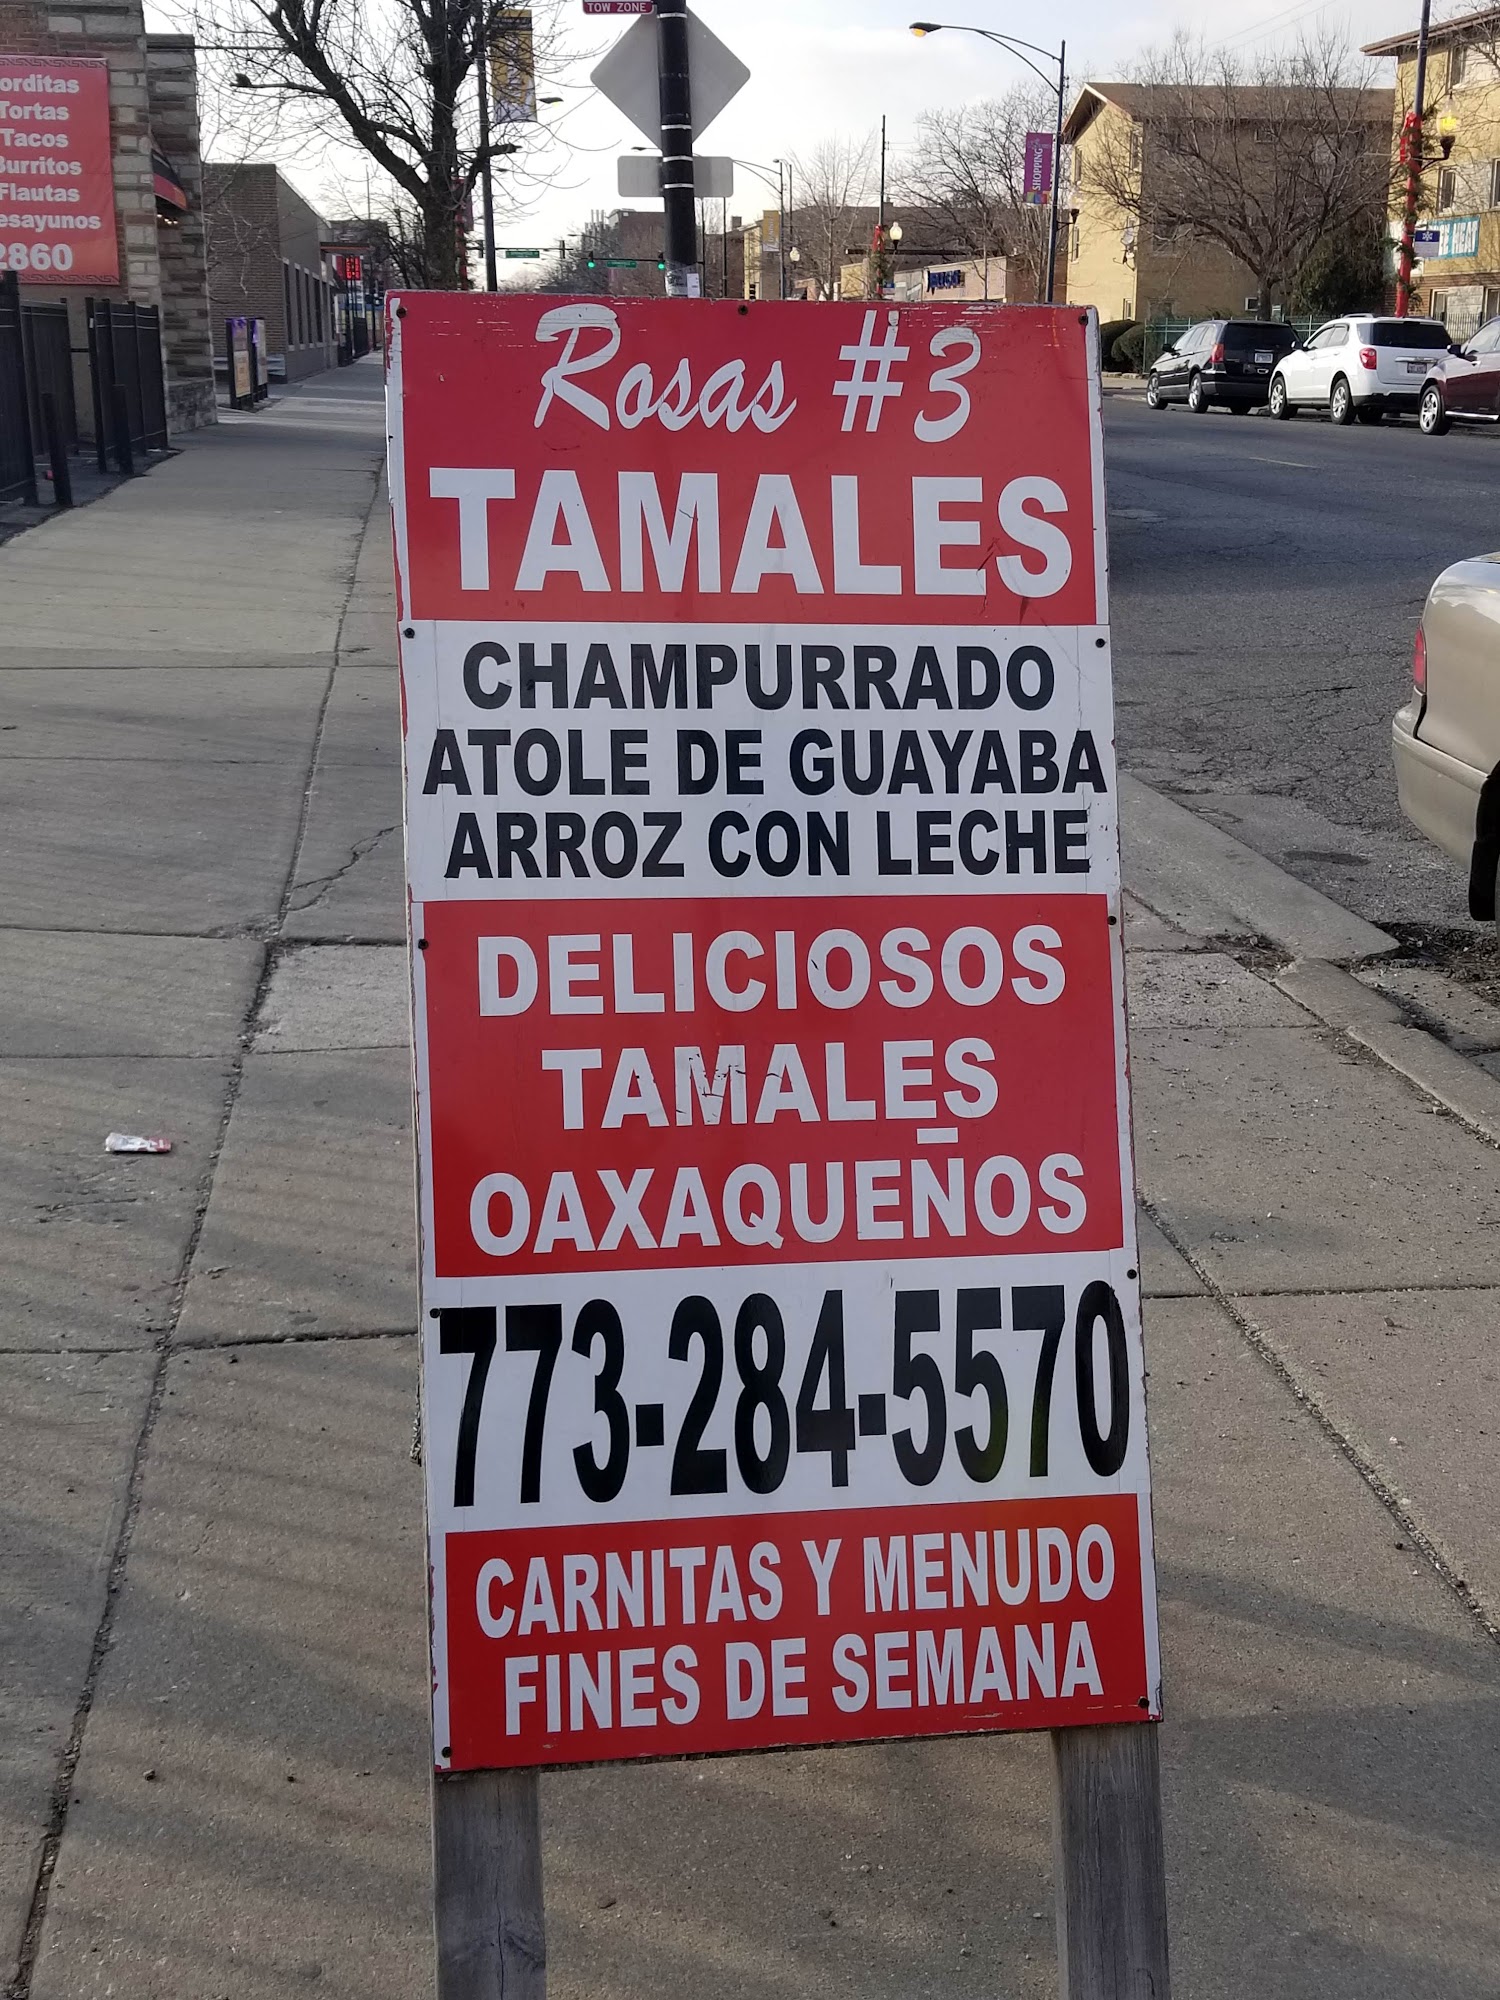 TOW ZONE
orditas
Tortas
Tacos
Burritos
Flautas
esayunos
2860
SHOPPING
Rosas #3
TAMALES
CHAMPURRADO
ATOLE DE GUAYABA
ARROZ CON LECHE
DELICIOSOS
TAMALES
OAXAQUEÑOS
773-284-5570
CARNITAS Y MENUDO
FINES DE SEMANA